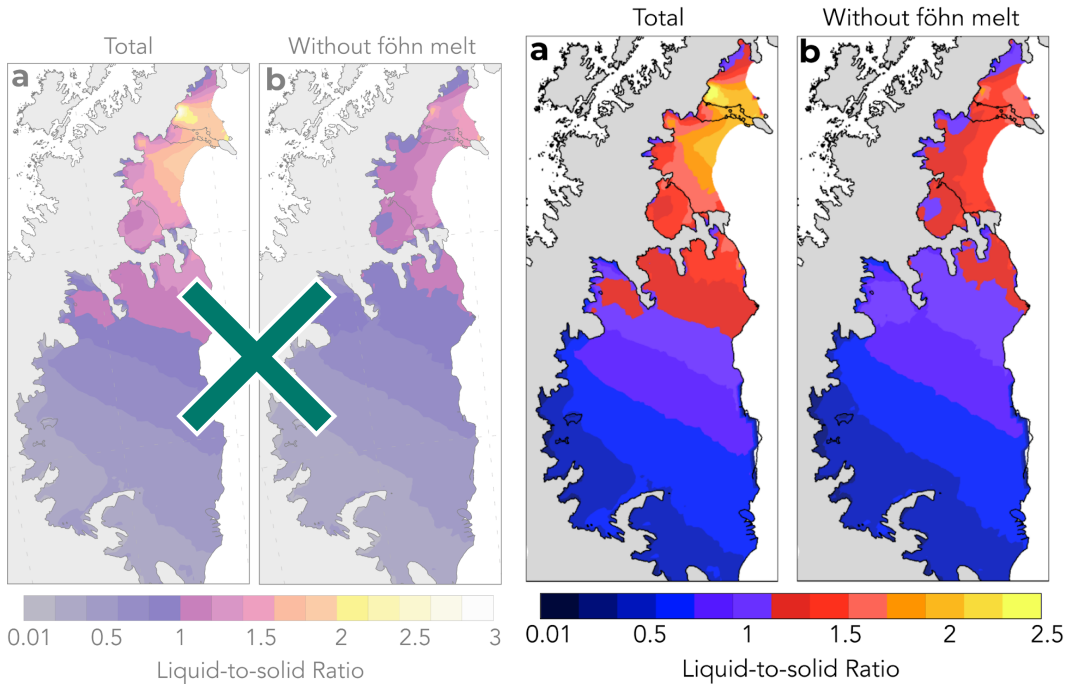 Total
Without föhn melt
a
b
0.01 0.5 1 1.5 2 2.5 3
Liquid-to-solid Ratio
Total
Without föhn melt
a
b
0.01 0.5 1 1.5 2 2.5
Liquid-to-solid Ratio